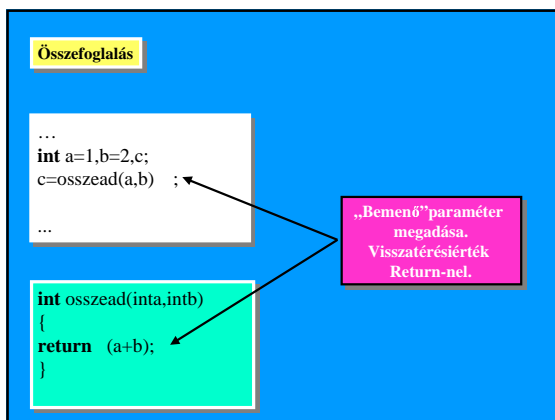 Összefoglalás
…
int a=1,b=2,c;
c=osszead(a,b) ;
...
„Bemenő”paraméter
megadása.
Visszatérésiérték
Return-nel.
int osszead(inta,intb)
{
return (a+b);
}